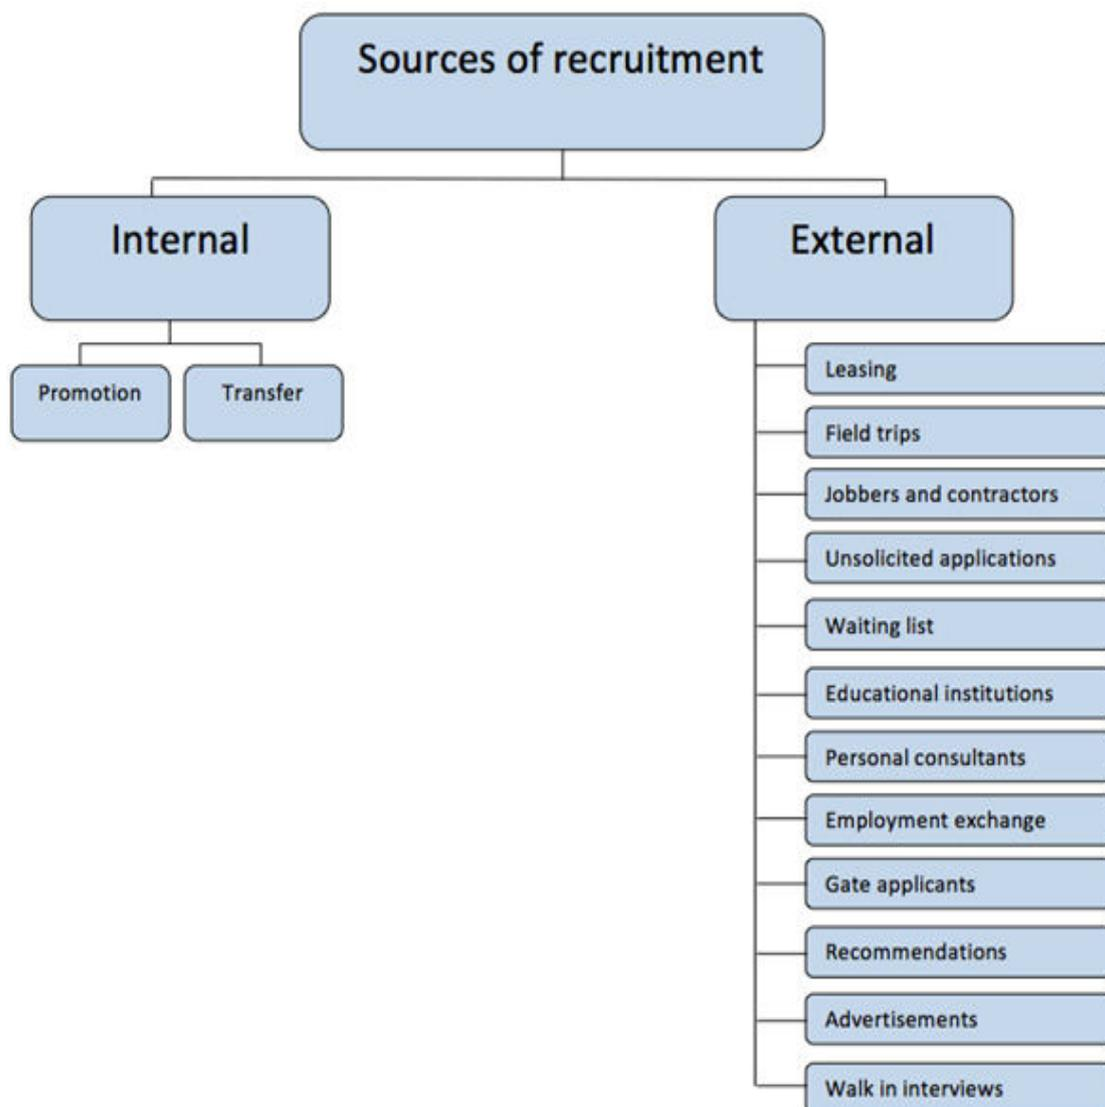 Sources of recruitment
Internal
External
Promotion
Transfer
Leasing
Field trips
Jobbers and contractors
Unsolicited applications
Waiting list
Educational institutions
Personal consultants
Employment exchange
Gate applicants
Recommendations
Advertisements
Walk in interviews